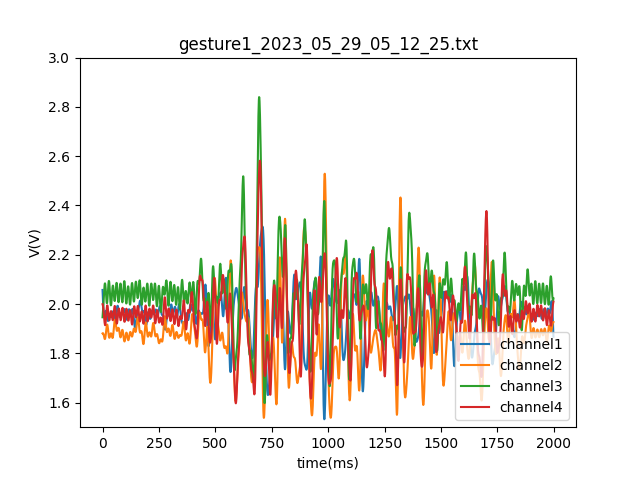 gesture1_2023_05_29_05_12_25.txt
3.0
2.8
2.6
2.4
2.2
2.0
1.8
1.6
V(V)
channel1
channel2
channel3
channel4
0 250 500 750 1000 1250 1500 1750 2000
time(ms)